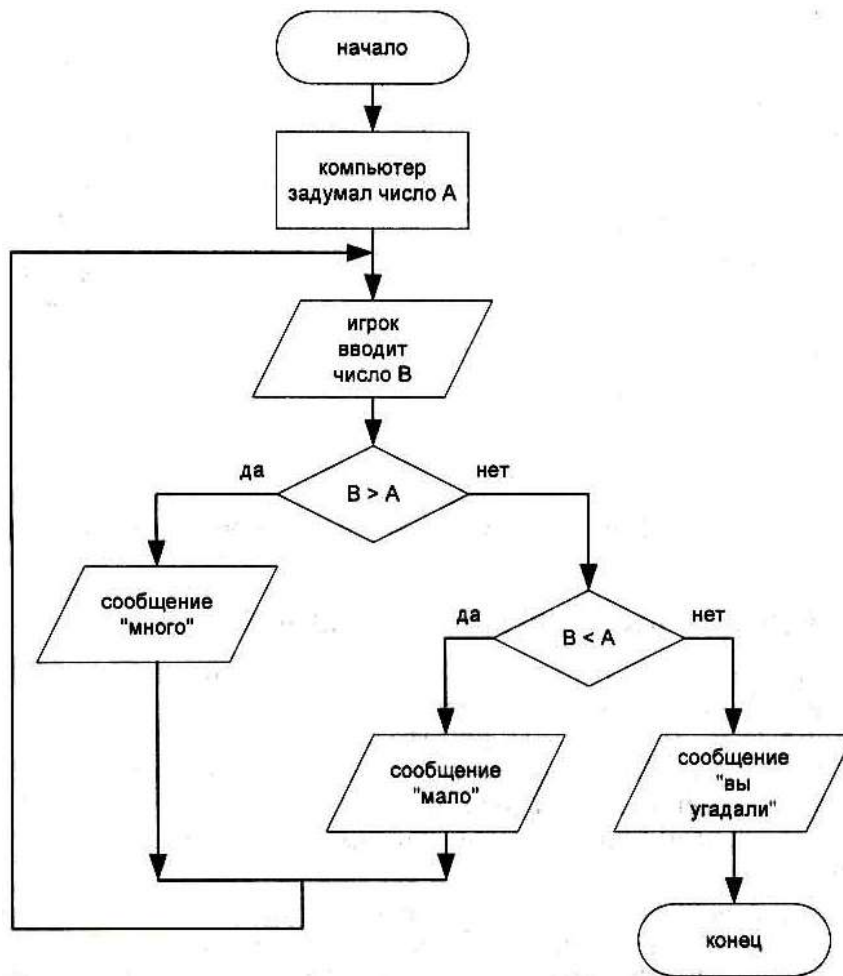 начало
компьютер
задумал число А
игрок
вводит
число В
да
B > A
нет
сообщение
"много"
да
B < A
нет
сообщение
"мало"
сообщение
"вы
угадали"
конец